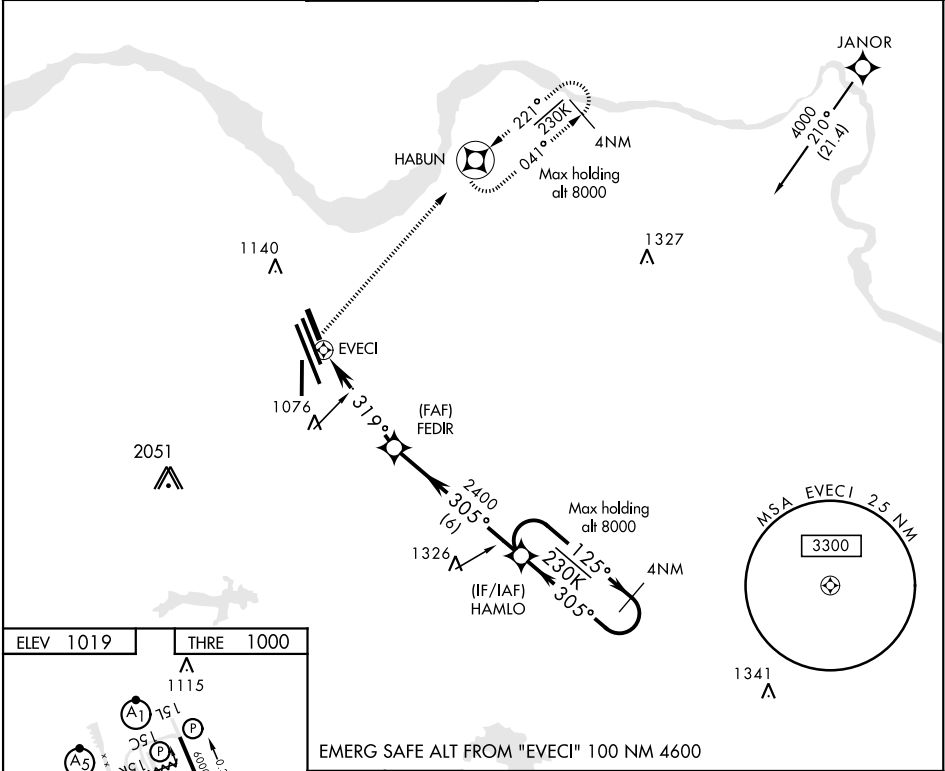 JANOR
4000
210°
(21.4)
221°
230K
041°
4NM
HABUN
Max holding
alt 8000
1140
1327
EVECI
1076
319°
(FAF)
FEDIR
2051
2400
305°
(6)
Max holding
alt 8000
125°
230K
305°
4NM
1326
(IF/IAF)
HAMLO
MSA EVECI 25 NM
3300
1341
ELEV 1019
THRE 1000
1115
A1
15L
P
15C
P
A5
EMERG SAFE ALT FROM "EVECI" 100 NM 4600